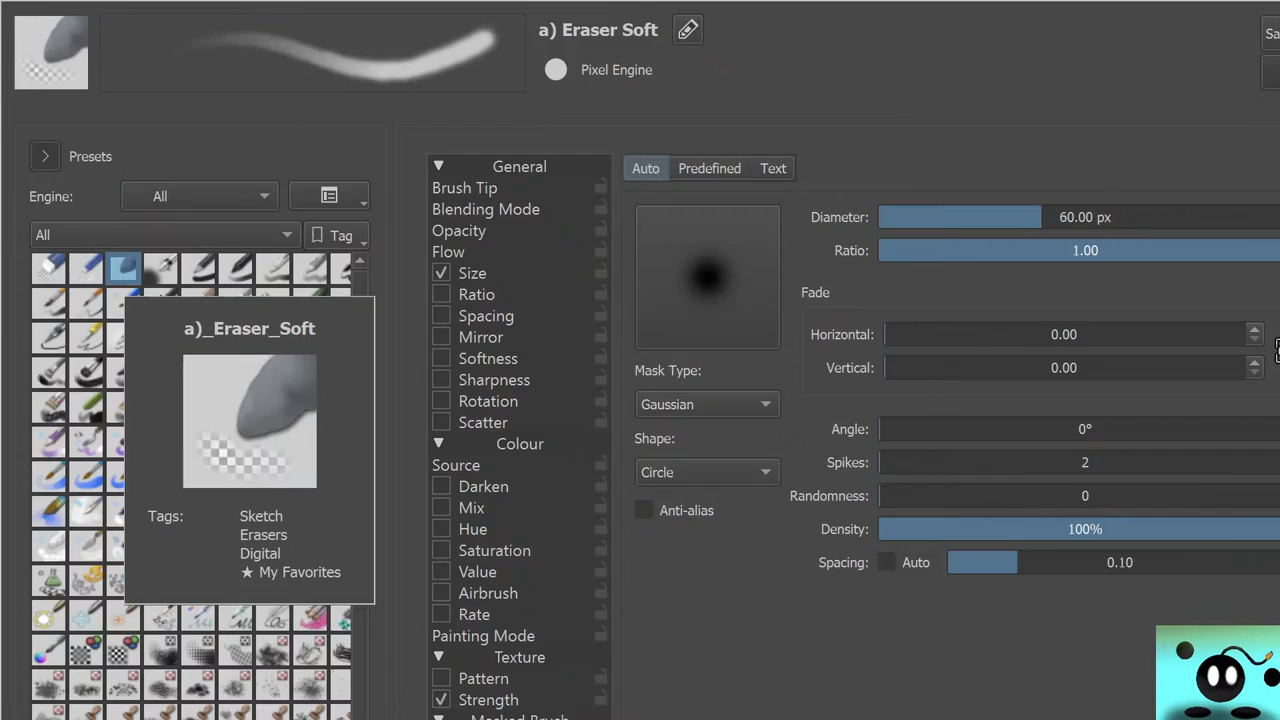 a) Eraser Soft
Pixel Engine
Sa
Presets
Engine:
All
All
Tag
a)_Eraser_Soft
Tags:
Sketch
Erasers
Digital
★ My Favorites
General
Brush Tip
Blending Mode
Opacity
Flow
Size
Ratio
Spacing
Mirror
Softness
Sharpness
Rotation
Scatter
Colour
Source
Darken
Mix
Hue
Saturation
Value
Airbrush
Rate
Painting Mode
Texture
Pattern
Strength
Masked Brush
Auto
Predefined
Text
Mask Type:
Gaussian
Shape:
Circle
Anti-alias
Diameter: 60.00 px
Ratio: 1.00
Fade
Horizontal: 0.00
Vertical: 0.00
Angle: 0°
Spikes: 2
Randomness: 0
Density: 100%
Spacing: Auto 0.10